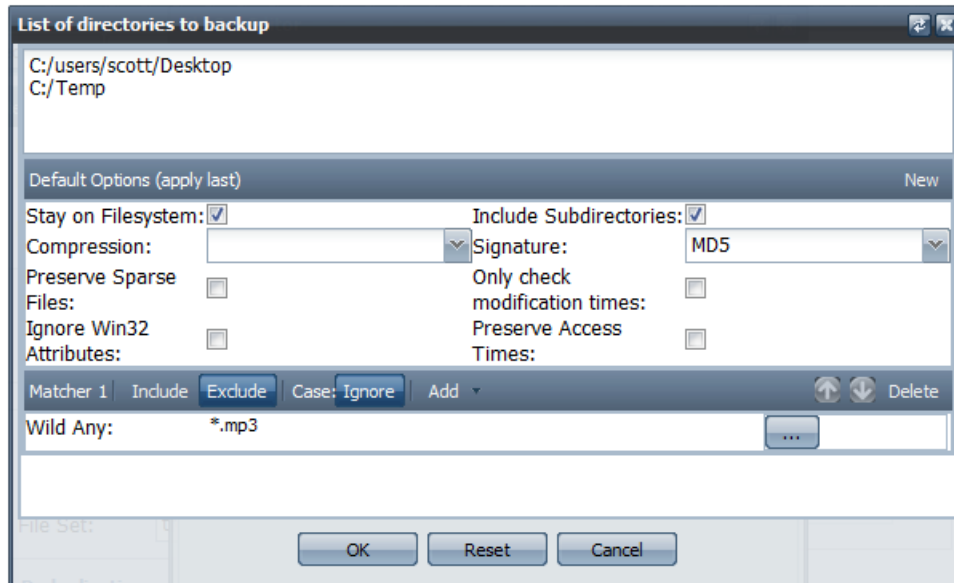 List of directories to backup
C:/users/scott/Desktop
C:/Temp
Default Options (apply last) New
Stay on Filesystem: Include Subdirectories:
Compression: Signature: MD5
Preserve Sparse Files: Only check modification times:
Ignore Win32 Attributes: Preserve Access Times:
Matcher 1 Include Exclude Case: Ignore Add Delete
Wild Any: *.mp3 ...
File Set:
OK Reset Cancel